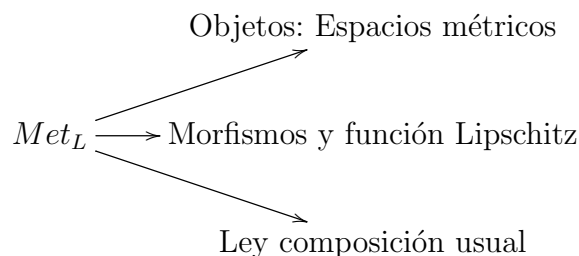 Objetos: Espacios métricos
Met_L
Morfismos y función Lipschitz
Ley composición usual